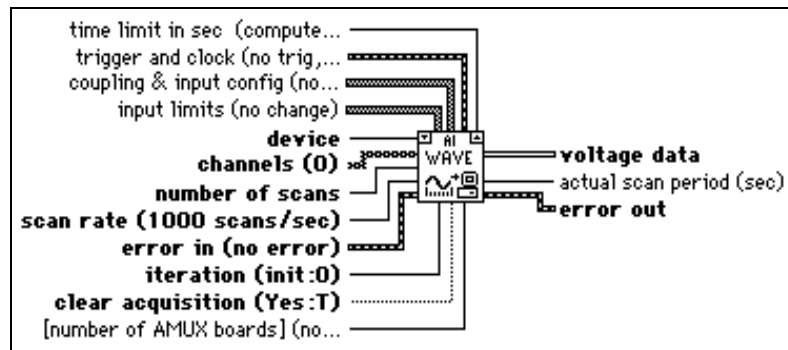 time limit in sec (compute...
trigger and clock (no trig,...
coupling & input config (no...
input limits (no change)
device
channels (0)
number of scans
scan rate (1000 scans/sec)
error in (no error)
iteration (init:0)
clear acquisition (Yes:T)
[number of AMUX boards] (no...
AI
WAVE
voltage data
actual scan period (sec)
error out